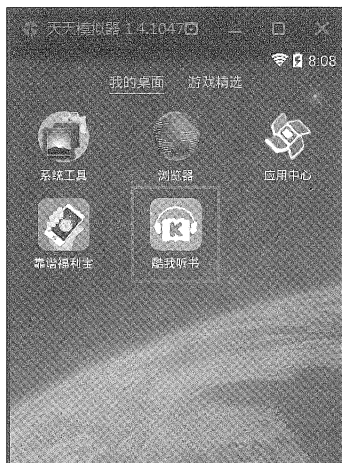 天天模拟器 1.4.1047
8:08
我的桌面 游戏精选
系统工具 浏览器 应用中心
K
靠谱福利宝 酷我听书